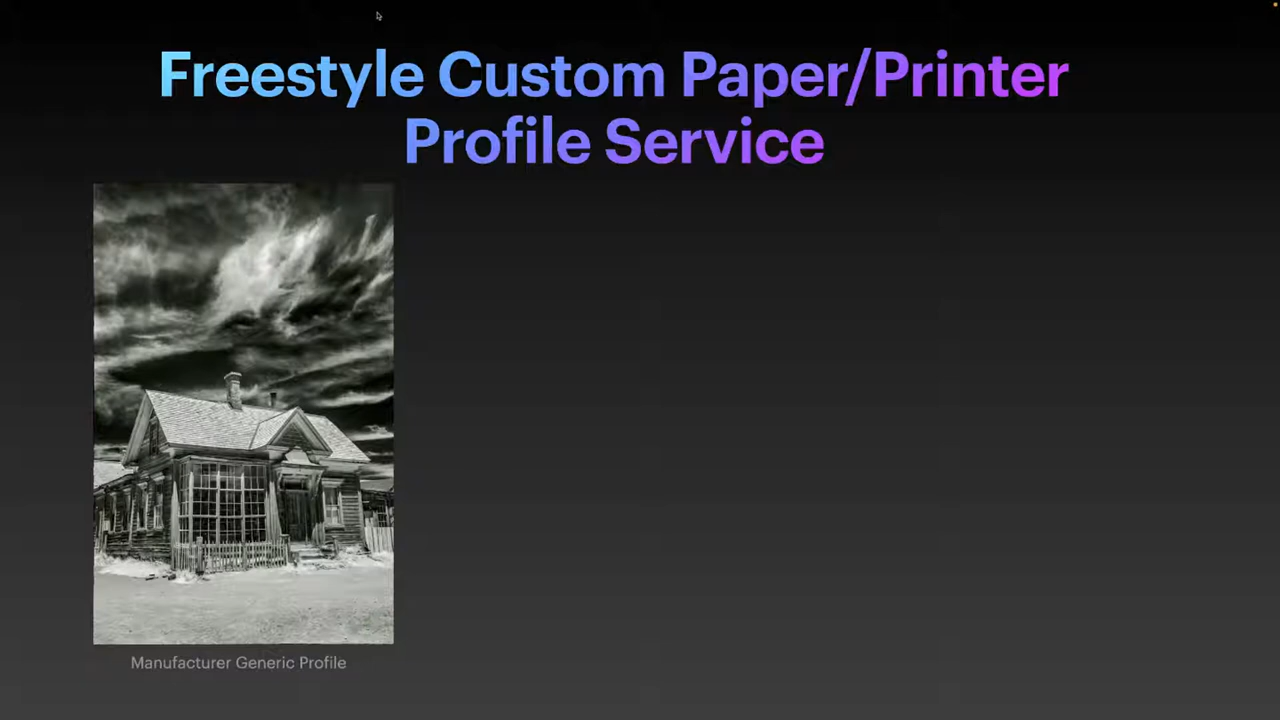 Freestyle Custom Paper/Printer
Profile Service
Manufacturer Generic Profile